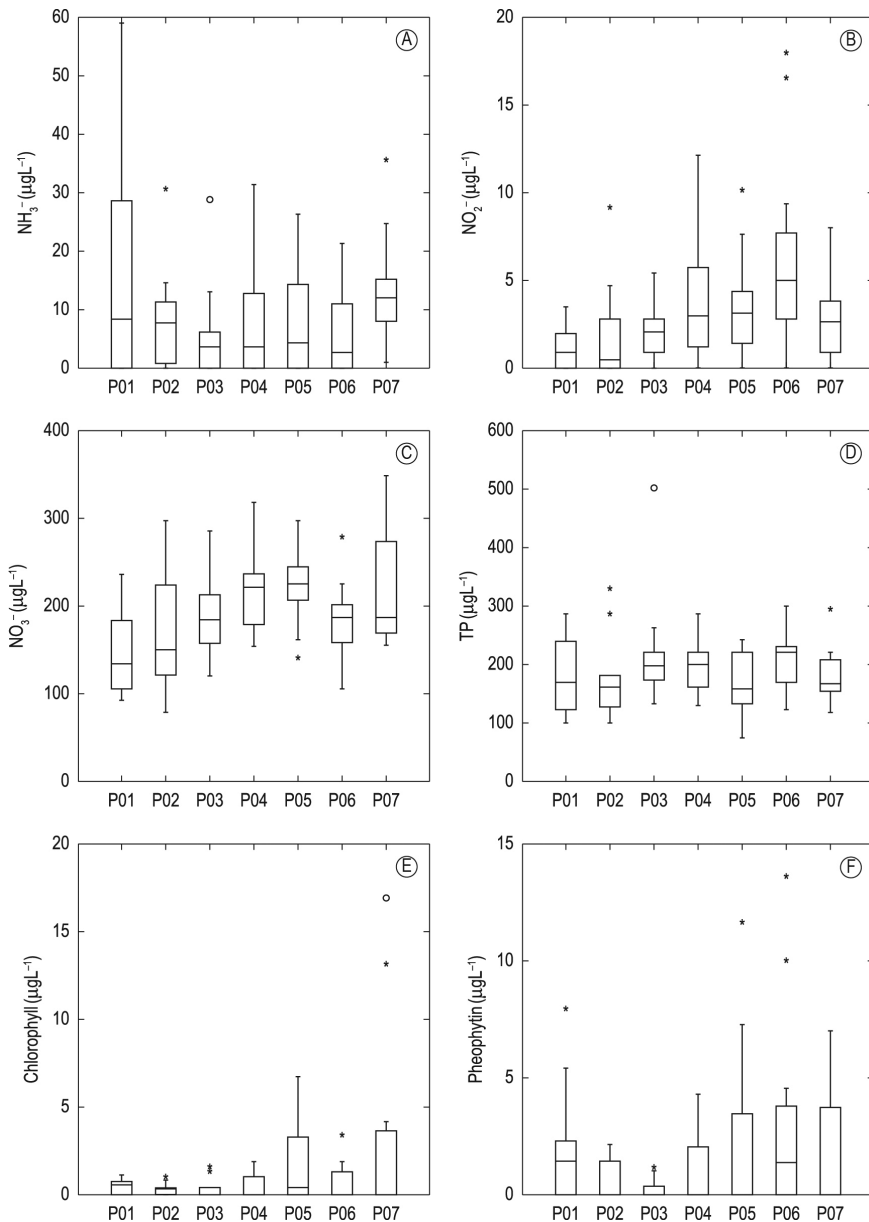 60
50
40
30
20
10
0
NH₃⁻ (µgL⁻¹)
A
P01 P02 P03 P04 P05 P06 P07
20
15
10
5
0
NO₂⁻ (µgL⁻¹)
B
P01 P02 P03 P04 P05 P06 P07
400
300
200
100
0
NO₃⁻ (µgL⁻¹)
C
P01 P02 P03 P04 P05 P06 P07
600
500
400
300
200
100
0
TP (µgL⁻¹)
D
P01 P02 P03 P04 P05 P06 P07
20
15
10
5
0
Chlorophyll (µgL⁻¹)
E
P01 P02 P03 P04 P05 P06 P07
15
10
5
0
Pheophytin (µgL⁻¹)
F
P01 P02 P03 P04 P05 P06 P07